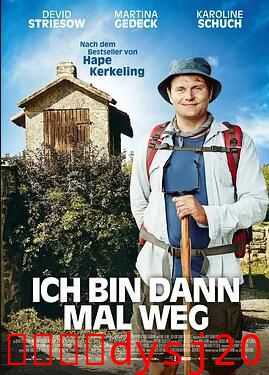 DEVID STRIESOW
MARTINA GEDECK
KAROLINE SCHUCH
Nach dem
Bestseller von
Hape
Kerkeling
ICH BIN DANN
MAL WEG
dysj20